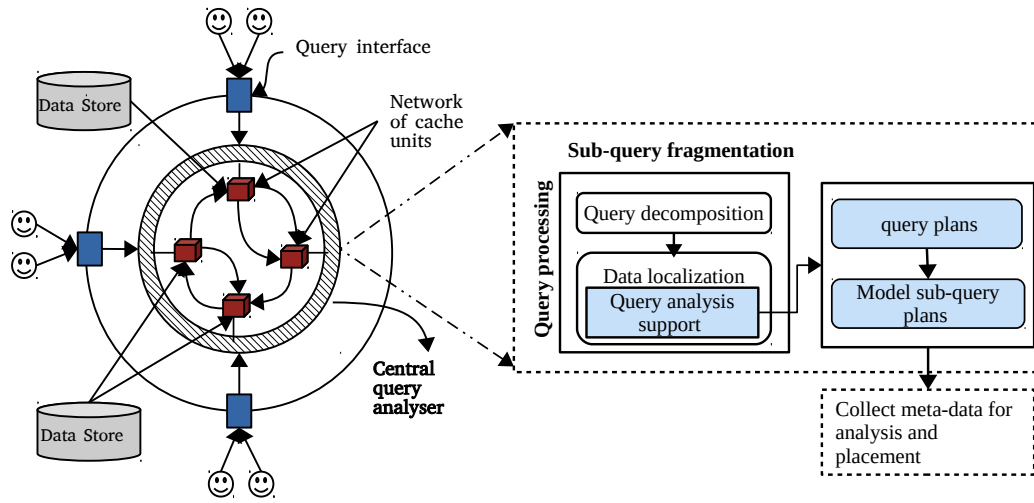 Query interface
Data Store
Network
of cache
units
Central
query
analyser
Data Store
Sub-query fragmentation
Query processing
Query decomposition
Data localization
Query analysis
support
query plans
Model sub-query
plans
Collect meta-data for
analysis and
placement